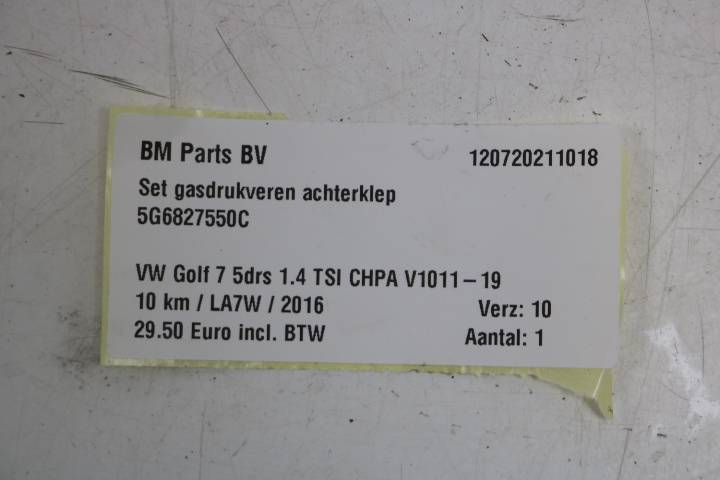 BM Parts BV 120720211018
Set gasdrukveren achterklep
5G6827550C
VW Golf 7 5drs 1.4 TSI CHPA V1011-19
10 km / LA7W / 2016 Verz: 10
29.50 Euro incl. BTW Aantal: 1